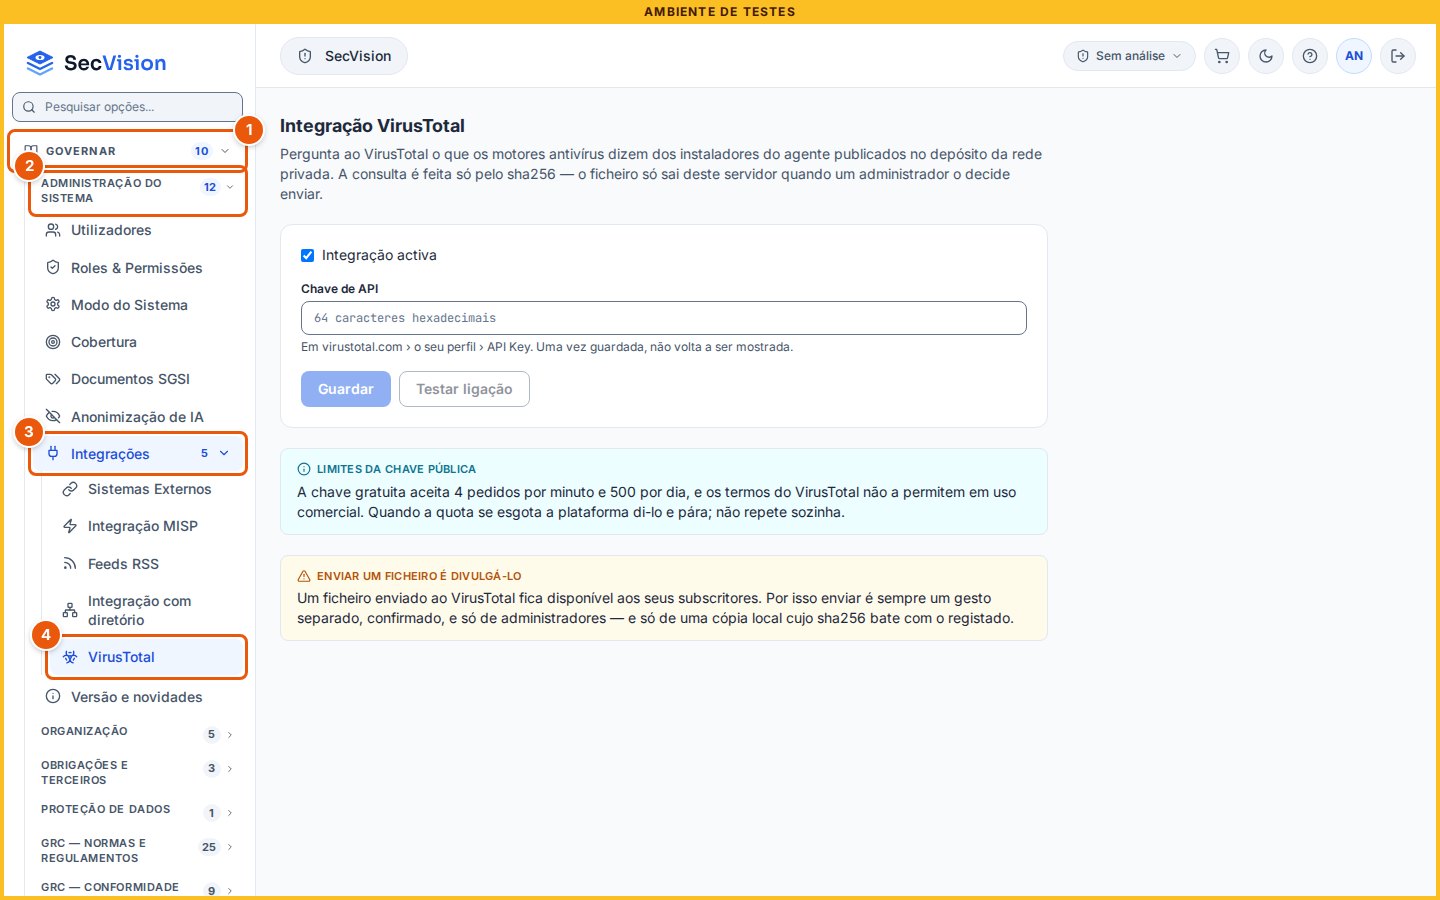 AMBIENTE DE TESTES
SecVision
Pesquisar opções...
1
GOVERNAR 10
2
ADMINISTRAÇÃO DO
SISTEMA
12
Utilizadores
Roles & Permissões
Modo do Sistema
Cobertura
Documentos SGSI
Anonimização de IA
3
Integrações 5
Sistemas Externos
Integração MISP
Feeds RSS
Integração com
diretório
4
VirusTotal
Versão e novidades
ORGANIZAÇÃO 5
OBRIGAÇÕES E
TERCEIROS
3
PROTEÇÃO DE DADOS 1
GRC — NORMAS E
REGULAMENTOS
25
GRC — CONFORMIDADE 9
SecVision
Sem análise
AN
Integração VirusTotal
Pergunta ao VirusTotal o que os motores antivírus dizem dos instaladores do agente publicados no depósito da rede
privada. A consulta é feita só pelo sha256 — o ficheiro só sai deste servidor quando um administrador o decide
enviar.
Integração activa
Chave de API
64 caracteres hexadecimais
Em virustotal.com › o seu perfil › API Key. Uma vez guardada, não volta a ser mostrada.
Guardar
Testar ligação
LIMITES DA CHAVE PÚBLICA
A chave gratuita aceita 4 pedidos por minuto e 500 por dia, e os termos do VirusTotal não a permitem em uso
comercial. Quando a quota se esgota a plataforma di-lo e pára; não repete sozinha.
ENVIAR UM FICHEIRO É DIVULGÁ-LO
Um ficheiro enviado ao VirusTotal fica disponível aos seus subscritores. Por isso enviar é sempre um gesto
separado, confirmado, e só de administradores — e só de uma cópia local cujo sha256 bate com o registado.